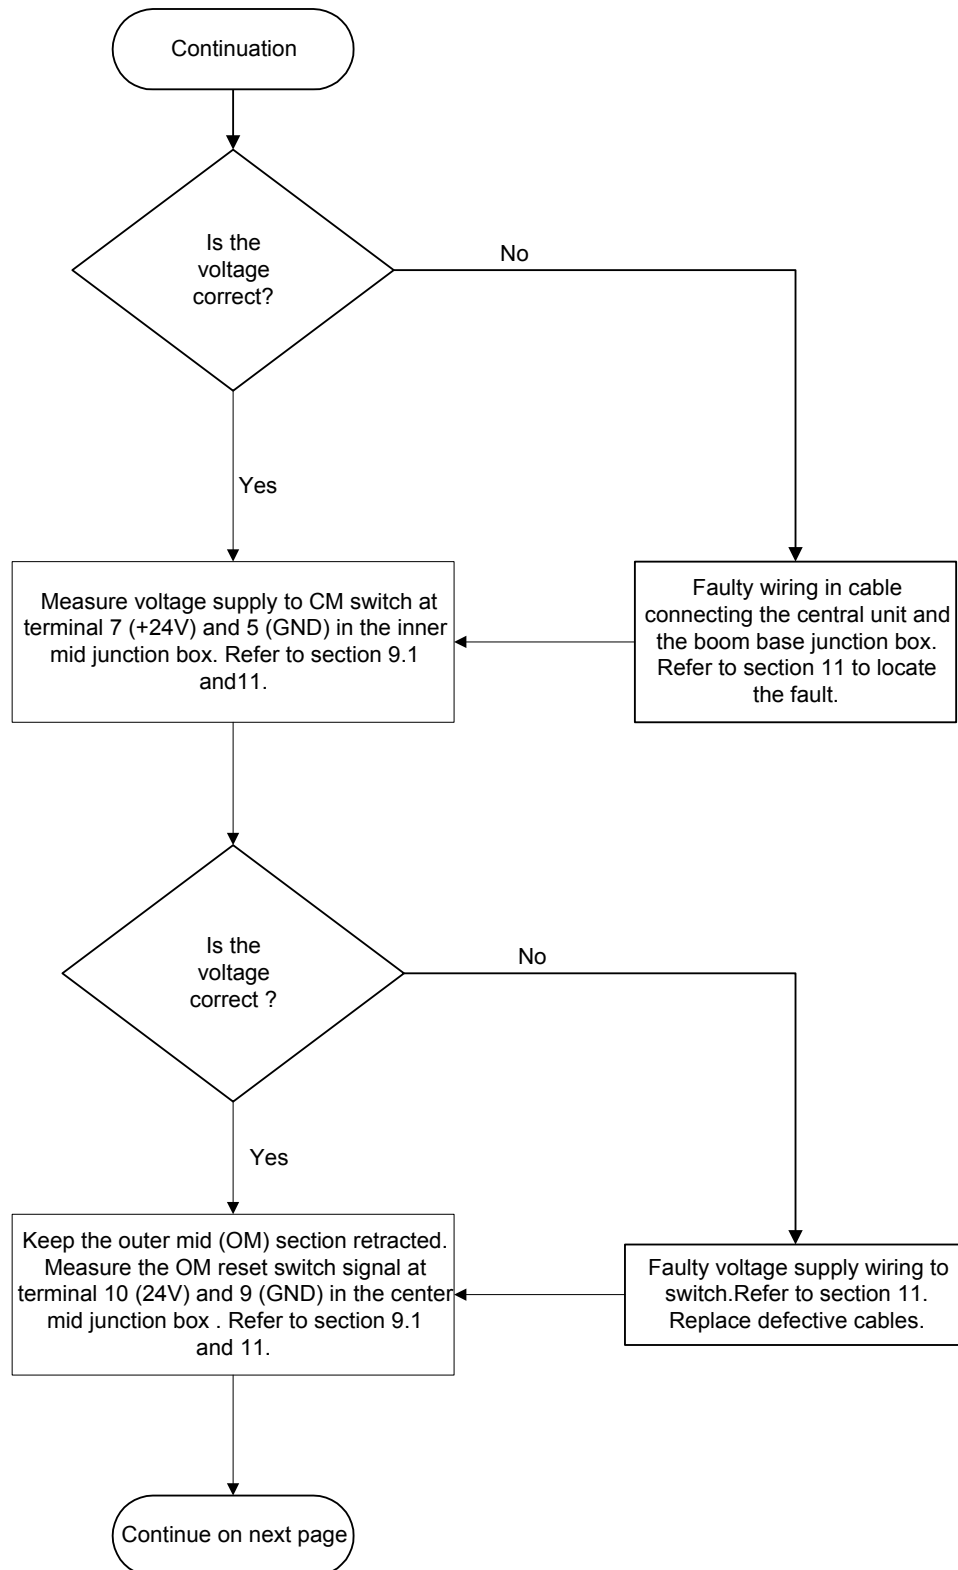 Continuation
Is the
voltage
correct?
No
Yes
Measure voltage supply to CM switch at
terminal 7 (+24V) and 5 (GND) in the inner
mid junction box. Refer to section 9.1
and11.
Faulty wiring in cable
connecting the central unit and
the boom base junction box.
Refer to section 11 to locate
the fault.
Is the
voltage
correct ?
No
Yes
Keep the outer mid (OM) section retracted.
Measure the OM reset switch signal at
terminal 10 (24V) and 9 (GND) in the center
mid junction box . Refer to section 9.1
and 11.
Faulty voltage supply wiring to
switch.Refer to section 11.
Replace defective cables.
Continue on next page